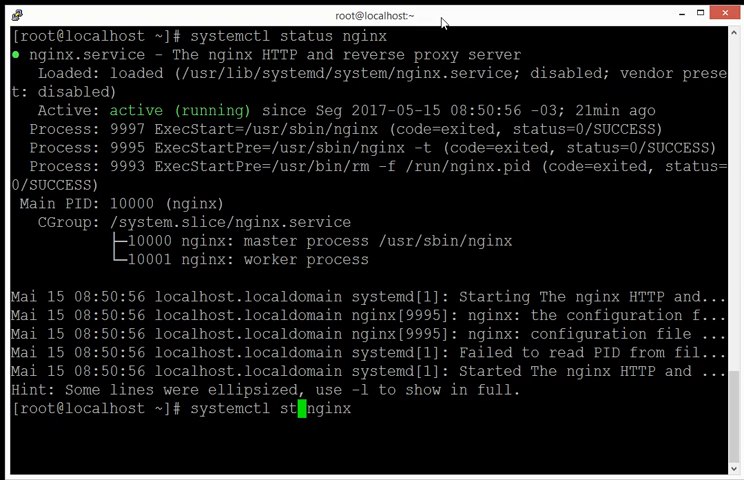 root@localhost:~
[root@localhost ~]# systemctl status nginx
● nginx.service - The nginx HTTP and reverse proxy server
Loaded: loaded (/usr/lib/systemd/system/nginx.service; disabled; vendor prese
t: disabled)
Active: active (running) since Seg 2017-05-15 08:50:56 -03; 21min ago
Process: 9997 ExecStart=/usr/sbin/nginx (code=exited, status=0/SUCCESS)
Process: 9995 ExecStartPre=/usr/sbin/nginx -t (code=exited, status=0/SUCCESS)
Process: 9993 ExecStartPre=/usr/bin/rm -f /run/nginx.pid (code=exited, status=
0/SUCCESS)
Main PID: 10000 (nginx)
CGroup: /system.slice/nginx.service
├─10000 nginx: master process /usr/sbin/nginx
└─10001 nginx: worker process
Mai 15 08:50:56 localhost.localdomain systemd[1]: Starting The nginx HTTP and...
Mai 15 08:50:56 localhost.localdomain nginx[9995]: nginx: the configuration f...
Mai 15 08:50:56 localhost.localdomain nginx[9995]: nginx: configuration file ...
Mai 15 08:50:56 localhost.localdomain systemd[1]: Failed to read PID from fil...
Mai 15 08:50:56 localhost.localdomain systemd[1]: Started The nginx HTTP and ...
Hint: Some lines were ellipsized, use -l to show in full.
[root@localhost ~]# systemctl st nginx